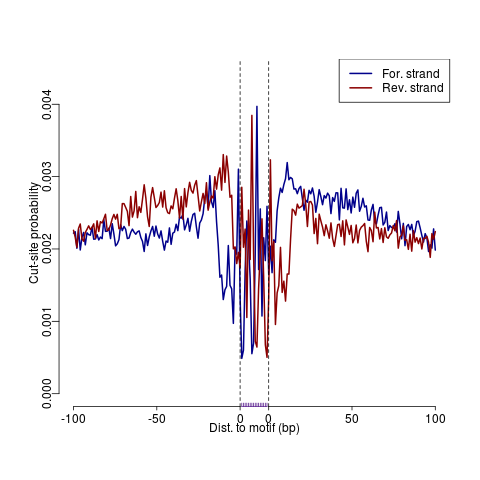 For. strand
Rev. strand
Cut-site probability
0.004
0.003
0.002
0.001
0.000
-100 -50 0 0 50 100
Dist. to motif (bp)